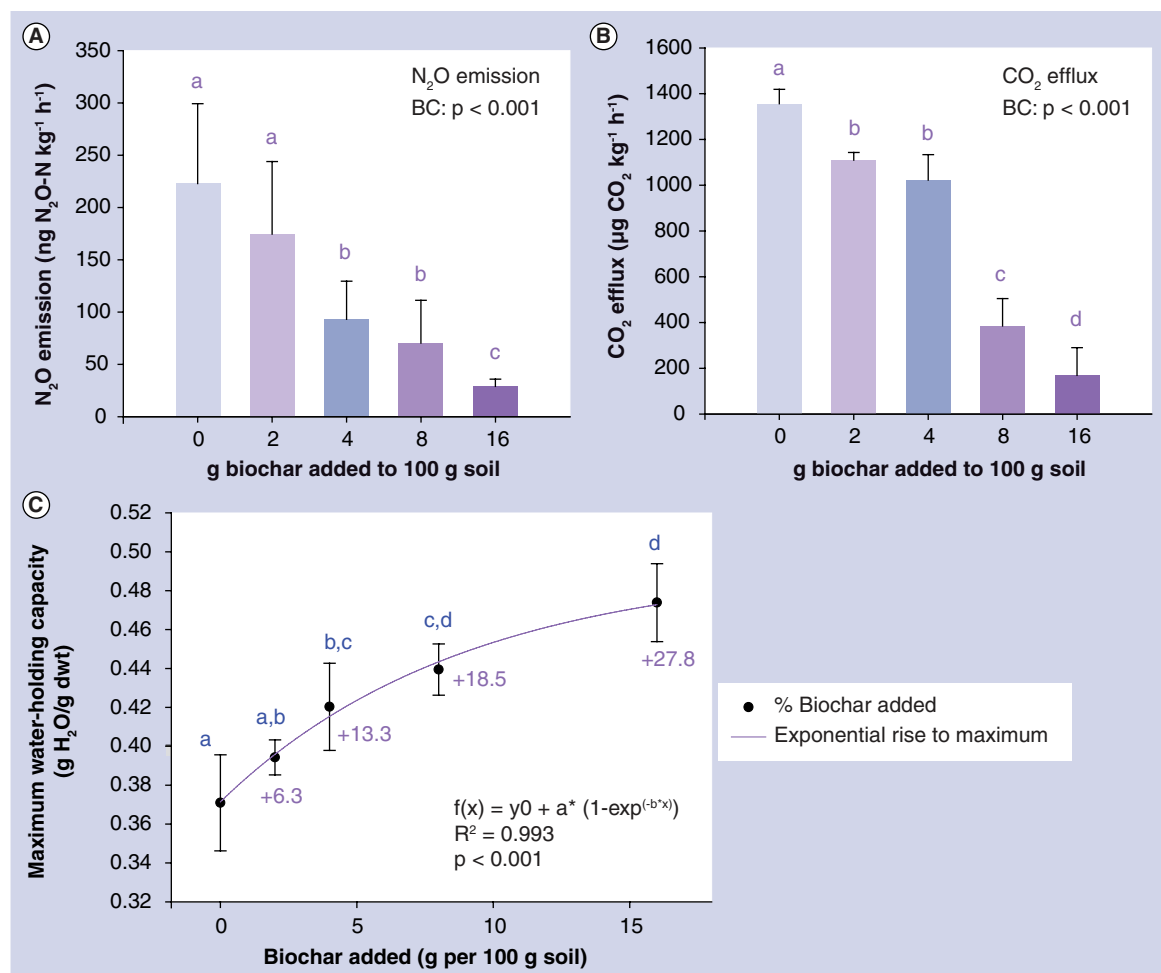 A
N₂O emission (ng N₂O-N kg⁻¹ h⁻¹)
350
300
250
200
150
100
50
0
N₂O emission
BC: p < 0.001
a
a
b
b
c
0 2 4 8 16
g biochar added to 100 g soil
B
CO₂ efflux (µg CO₂ kg⁻¹ h⁻¹)
1600
1400
1200
1000
800
600
400
200
0
CO₂ efflux
BC: p < 0.001
a
b
b
c
d
0 2 4 8 16
g biochar added to 100 g soil
C
Maximum water-holding capacity
(g H₂O/g dwt)
0.52
0.50
0.48
0.46
0.44
0.42
0.40
0.38
0.36
0.34
0.32
a
a,b
b,c
c,d
d
+6.3
+13.3
+18.5
+27.8
f(x) = y0 + a* (1-exp⁽⁻ᵇ*ˣ⁾)
R² = 0.993
p < 0.001
0 5 10 15
Biochar added (g per 100 g soil)
% Biochar added
Exponential rise to maximum